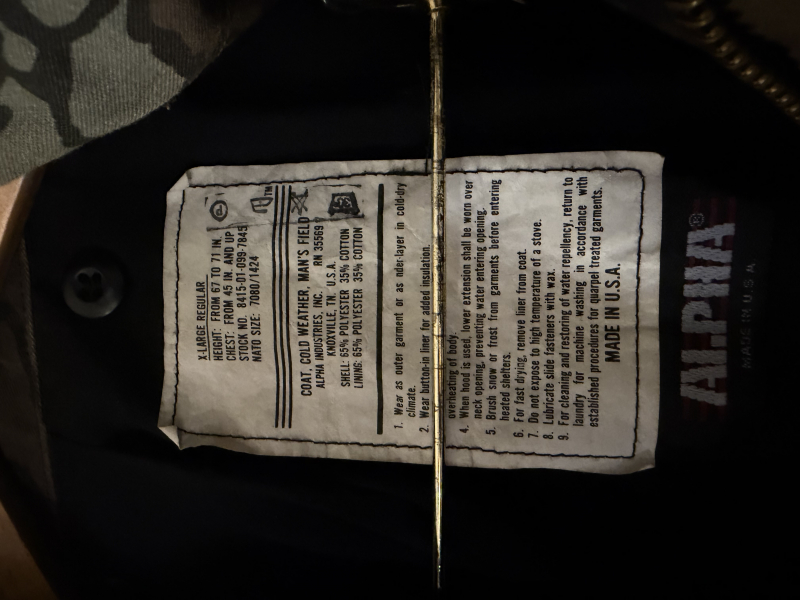 X-LARGE REGULAR
HEIGHT: FROM 67 TO 71 IN.
CHEST: FROM 45 IN. AND UP
STOCK NO. 8415-01-099-7845
NATO SIZE: 7080/1424
TM
COAT, COLD WEATHER, MAN'S FIELD
ALPHA INDUSTRIES, INC. RN 35569
KNOXVILLE, TN. U.S.A.
SHELL: 65% POLYESTER 35% COTTON
LINING: 65% POLYESTER 35% COTTON
1. Wear as outer garment or as nder-layer in cold-dry
climate.
2. Wear button-in liner for added insulation.
overheating of body.
4. When hood is used, lower extension shall be worn over
neck opening, preventing water entering opening.
5. Brush snow or frost from garments before entering
heated shelters.
6. For fast drying, remove liner from coat.
7. Do not expose to high temperature of a stove.
8. Lubricate slide fasteners with wax.
9. For cleaning and restoring of water repellency, return to
laundry for machine washing in accordance with
established procedures for quarpel treated garments.
MADE IN U.S.A.
ALPHA®
MADE IN U.S.A